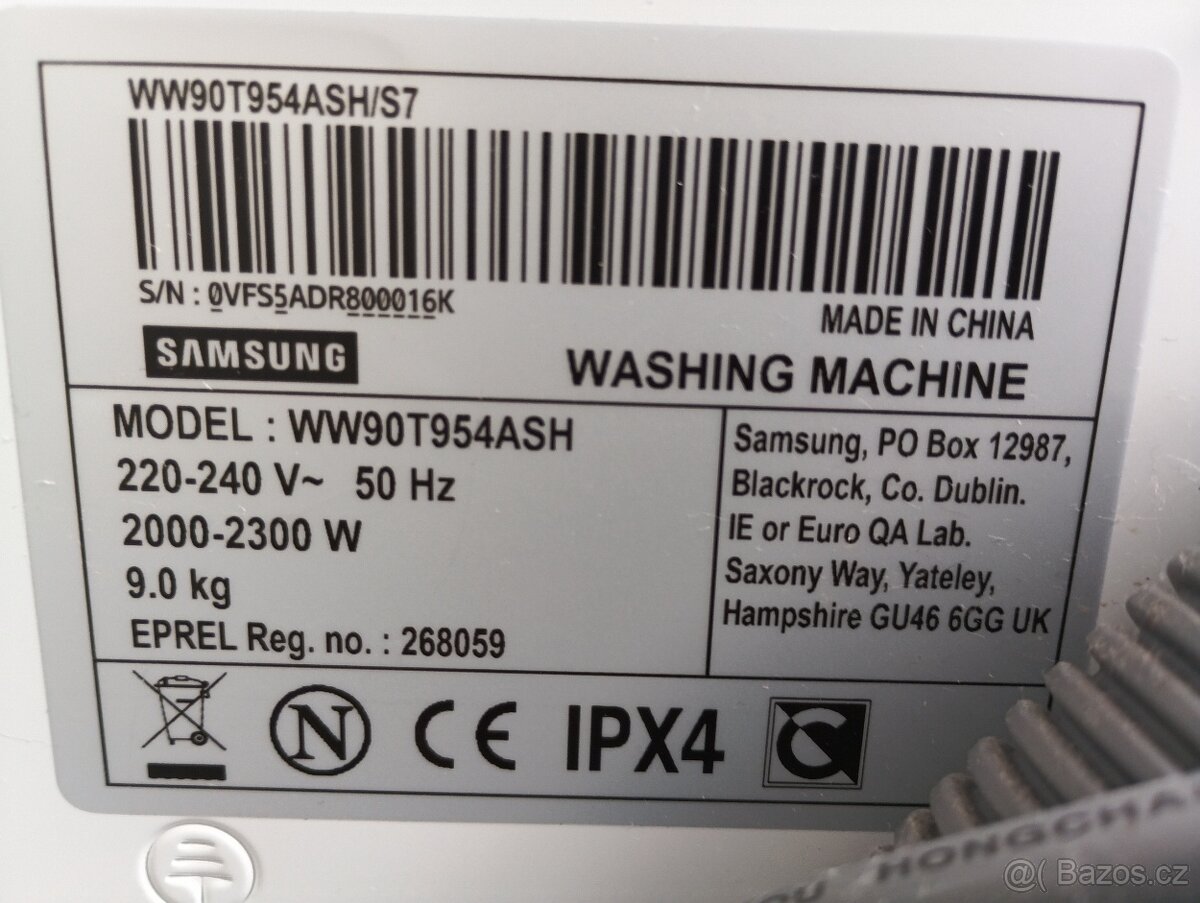 WW90T954ASH/S7
S/N : 0VFS5ADR800016K
MADE IN CHINA
SAMSUNG
WASHING MACHINE
MODEL : WW90T954ASH
220-240 V~ 50 Hz
2000-2300 W
9.0 kg
EPREL Reg. no. : 268059
Samsung, PO Box 12987,
Blackrock, Co. Dublin.
IE or Euro QA Lab.
Saxony Way, Yateley,
Hampshire GU46 6GG UK
N CE IPX4
HONGCHA
@( Bazos.cz